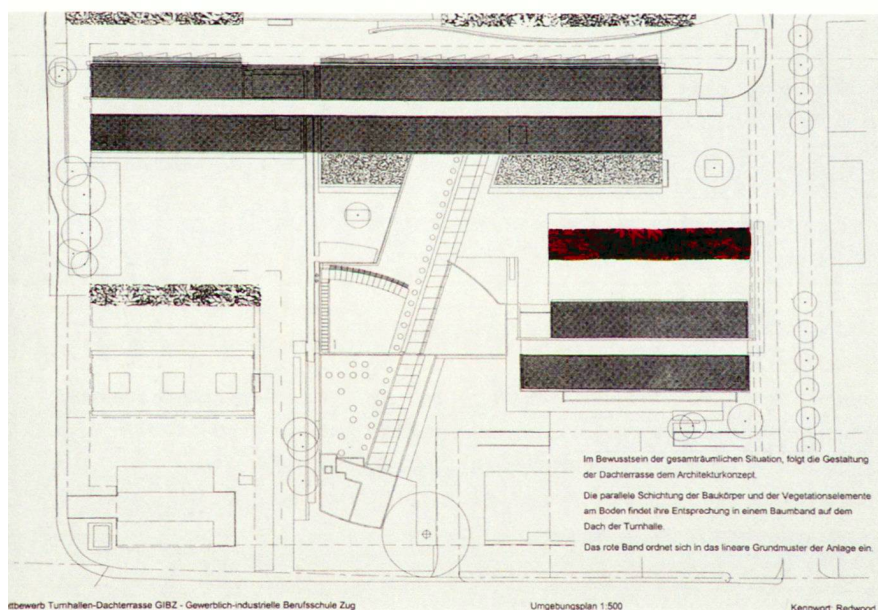 Im Bewusstsein der gesamträumlichen Situation, folgt die Gestaltung
der Dachterrasse dem Architekturkonzept.
Die parallele Schichtung der Baukörper und der Vegetationselemente
am Boden findet ihre Entsprechung in einem Baumband auf dem
Dach der Turnhalle.
Das rote Band ordnet sich in das lineare Grundmuster der Anlage ein.
ttbewerb Turnhallen-Dachterrasse GIBZ - Gewerblich-industrielle Berufsschule Zug
Umgebungsplan 1:500
Kennwort: Redwood